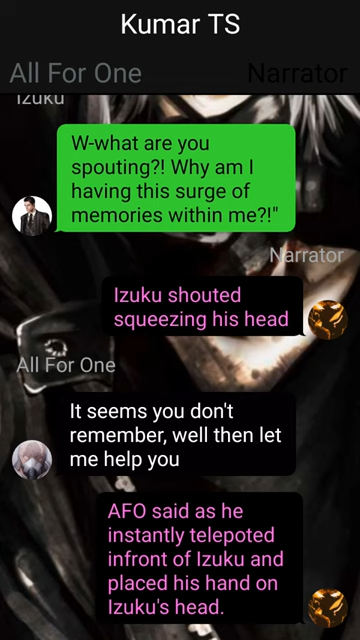 Kumar TS
All For One
Narrator
Izuku
W-what are you
spouting?! Why am I
having this surge of
memories within me?!"
Narrator
Izuku shouted
squeezing his head
All For One
It seems you don't
remember, well then let
me help you
AFO said as he
instantly telepoted
infront of Izuku and
placed his hand on
Izuku's head.